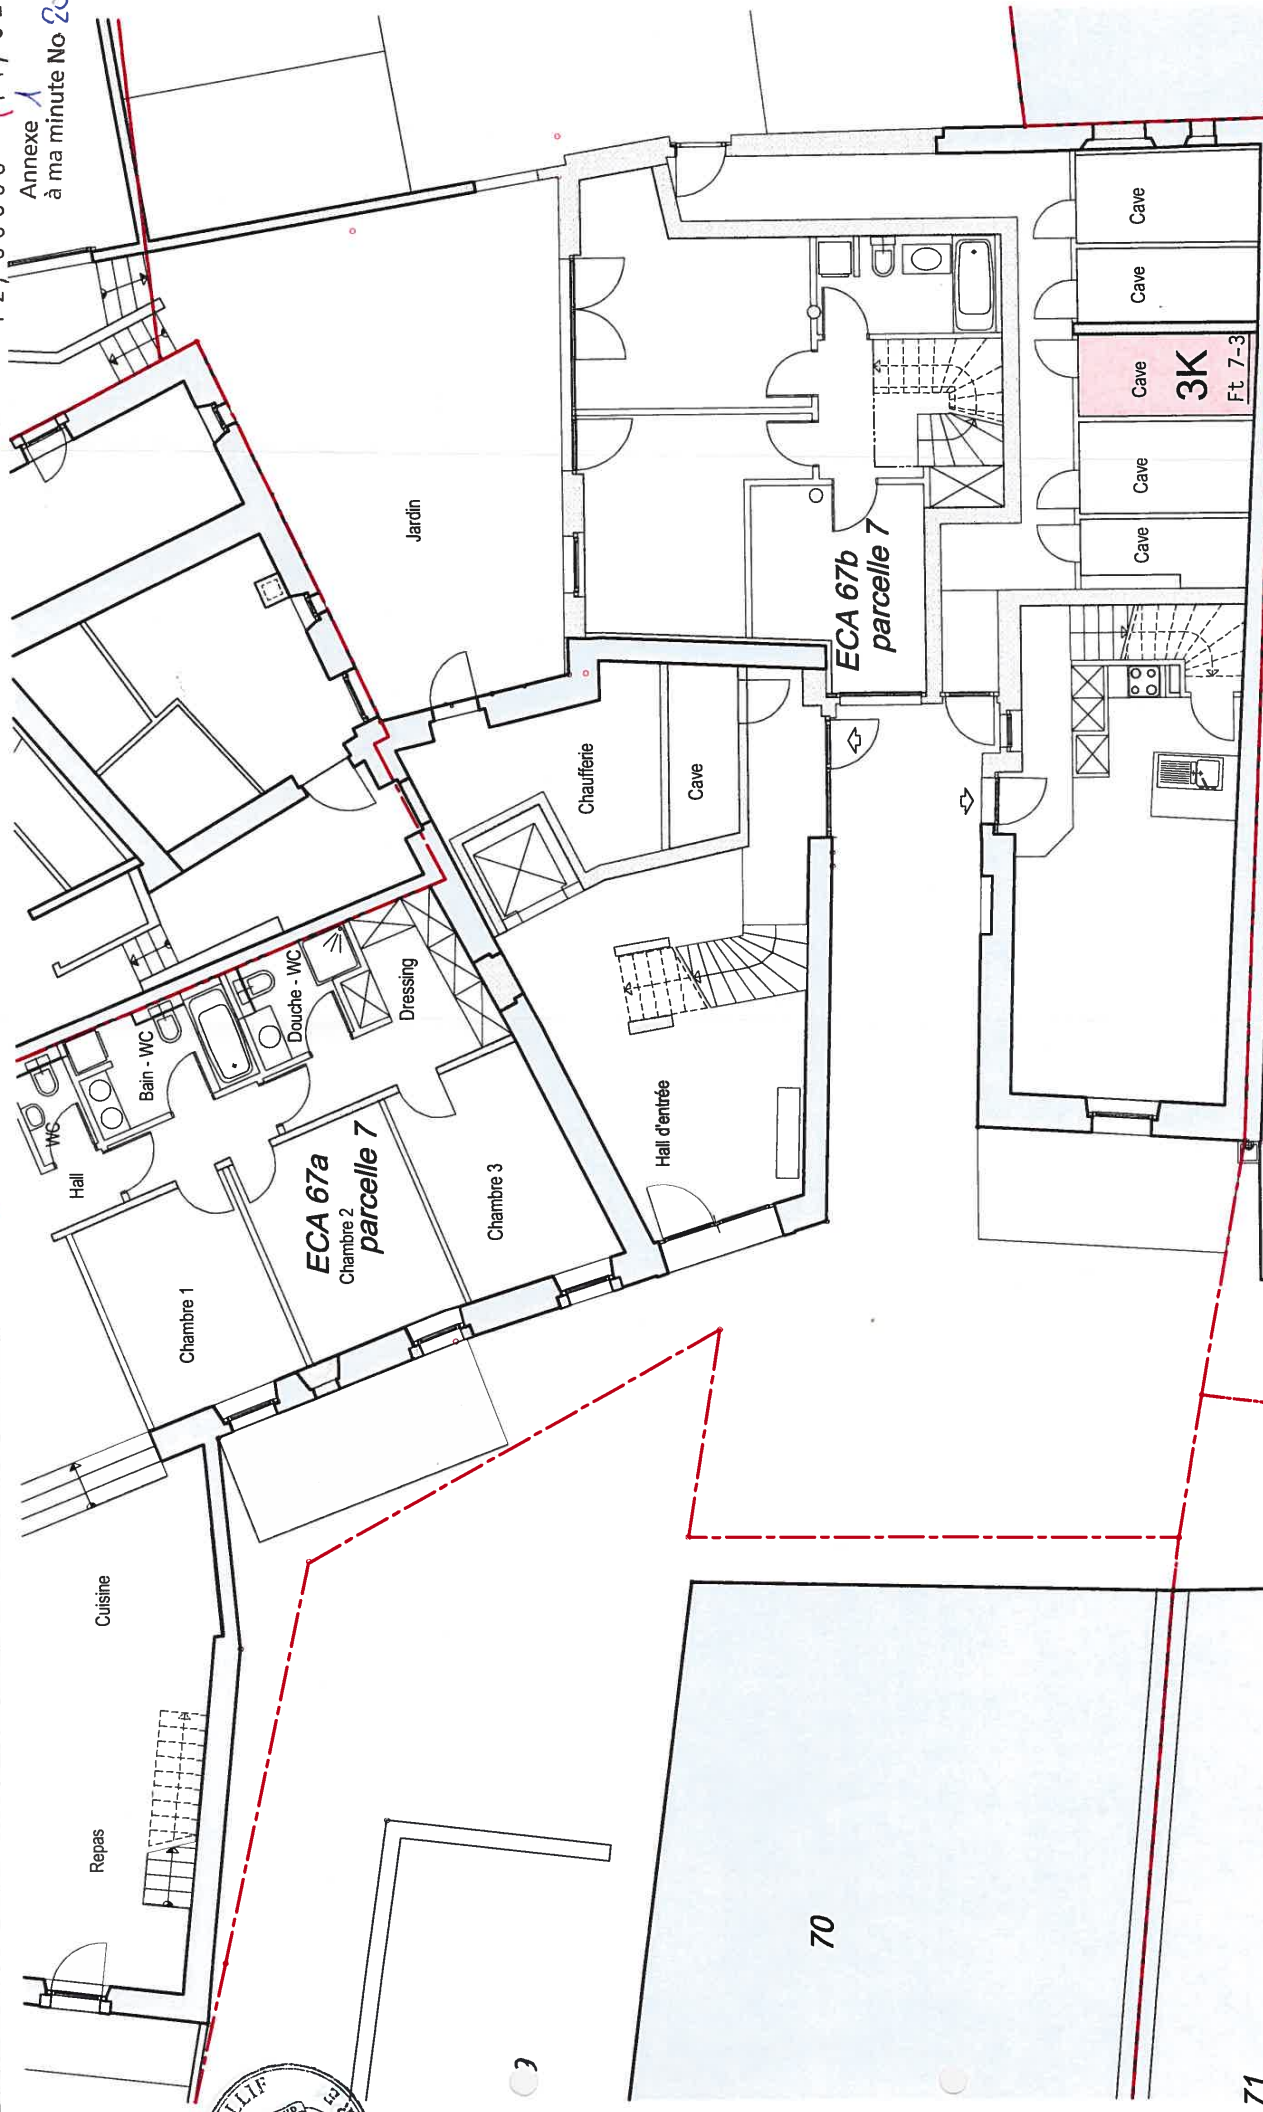 Annexe 1
à ma minute No
WC
Hall
Bain - WC
Douche - WC
Dressing
Chambre 1
ECA 67a
Chambre 2
parcelle 7
Chambre 3
Cuisine
Repas
Jardin
Chaufferie
Cave
Hall d'entrée
ECA 67b
parcelle 7
Cave
Cave
Cave
3K
Ft 7-3
Cave
Cave
70
71